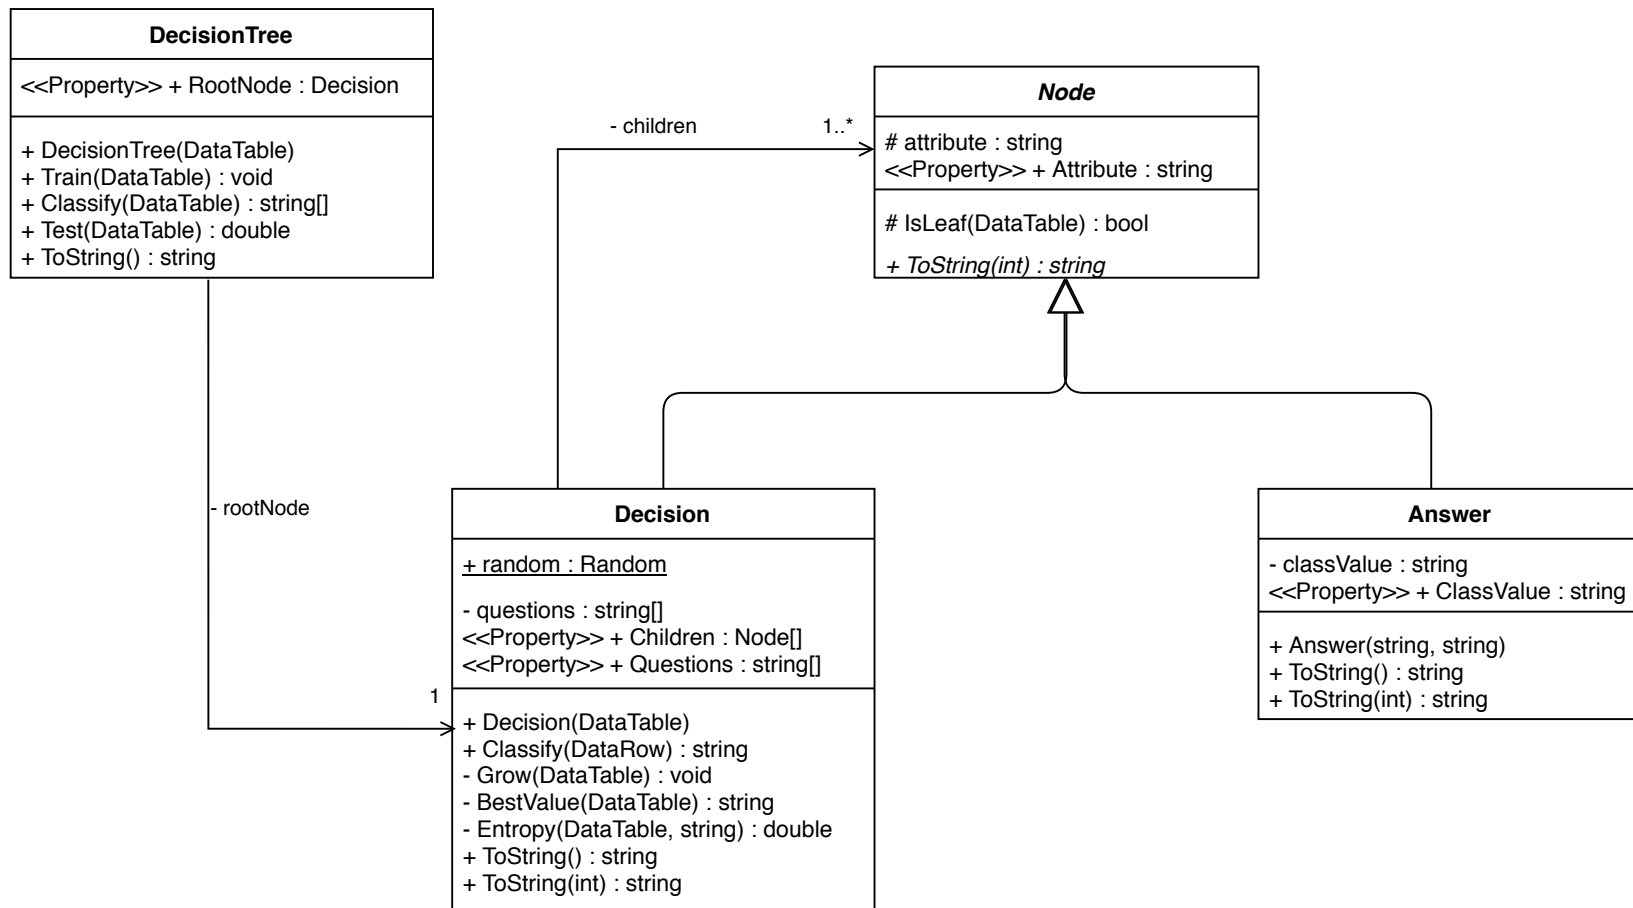 DecisionTree
<<Property>> + RootNode : Decision
+ DecisionTree(DataTable)
+ Train(DataTable) : void
+ Classify(DataTable) : string[]
+ Test(DataTable) : double
+ ToString() : string
- children
1..*
Node
# attribute : string
<<Property>> + Attribute : string
# IsLeaf(DataTable) : bool
+ ToString(int) : string
- rootNode
1
Decision
+ random : Random
- questions : string[]
<<Property>> + Children : Node[]
<<Property>> + Questions : string[]
+ Decision(DataTable)
+ Classify(DataRow) : string
- Grow(DataTable) : void
- BestValue(DataTable) : string
- Entropy(DataTable, string) : double
+ ToString() : string
+ ToString(int) : string
Answer
- classValue : string
<<Property>> + ClassValue : string
+ Answer(string, string)
+ ToString() : string
+ ToString(int) : string